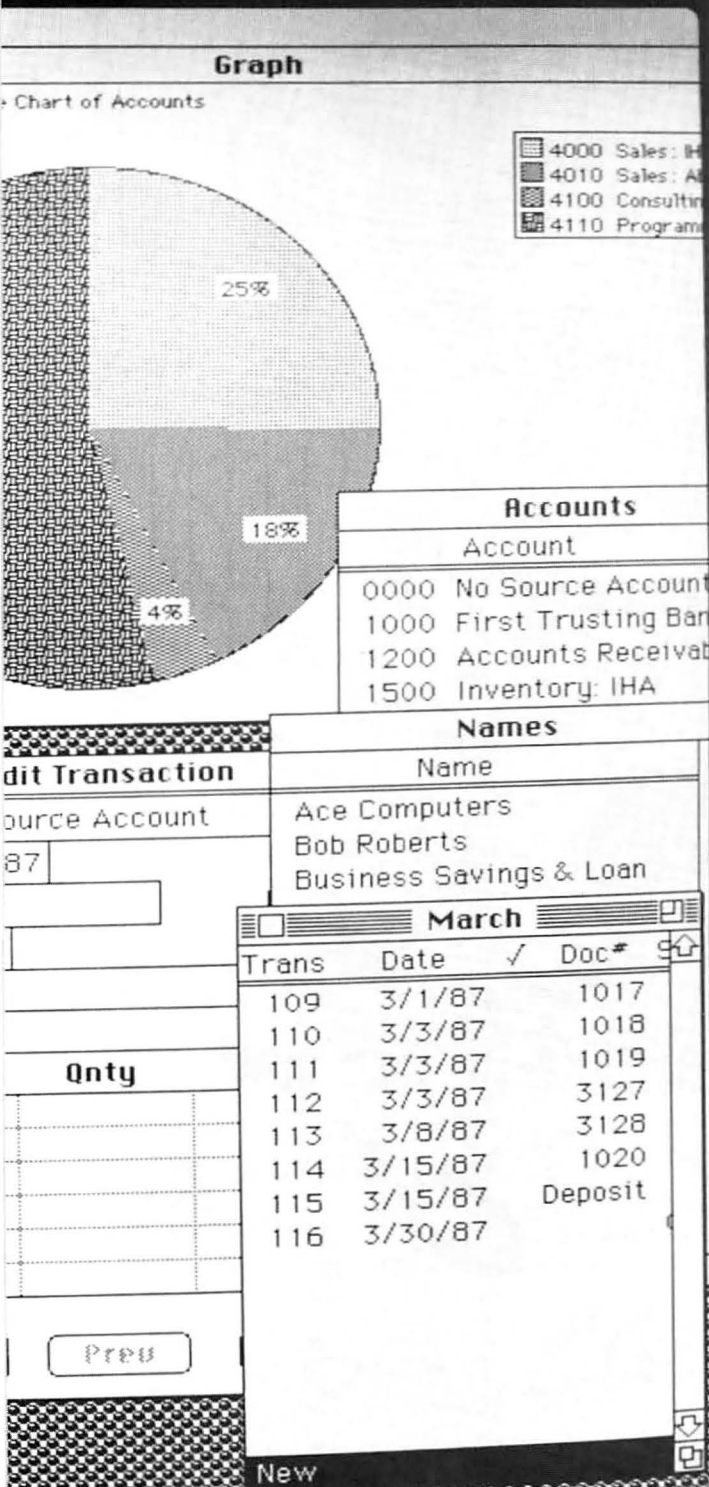 Graph
Chart of Accounts
4000 Sales: IH
4010 Sales: A
4100 Consultin
4110 Program
25%
18%
4%
Accounts
Account
0000 No Source Account
1000 First Trusting Ban
1200 Accounts Receivab
1500 Inventory: IHA
Names
Name
Ace Computers
Bob Roberts
Business Savings & Loan
dit Transaction
ource Account
87
Qnty
Prev
March
Trans Date ✓ Doc# S
109 3/1/87 1017
110 3/3/87 1018
111 3/3/87 1019
112 3/3/87 3127
113 3/8/87 3128
114 3/15/87 1020
115 3/15/87 Deposit
116 3/30/87
New